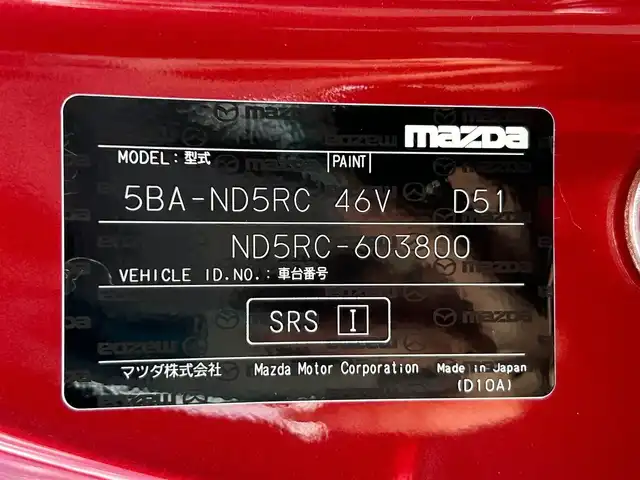 mazda
MODEL: 型式 PAINT
5BA-ND5RC 46V D51
ND5RC-603800
VEHICLE ID.NO.: 車台番号
SRS I
マツダ株式会社 Mazda Motor Corporation Made in Japan
(D10A)